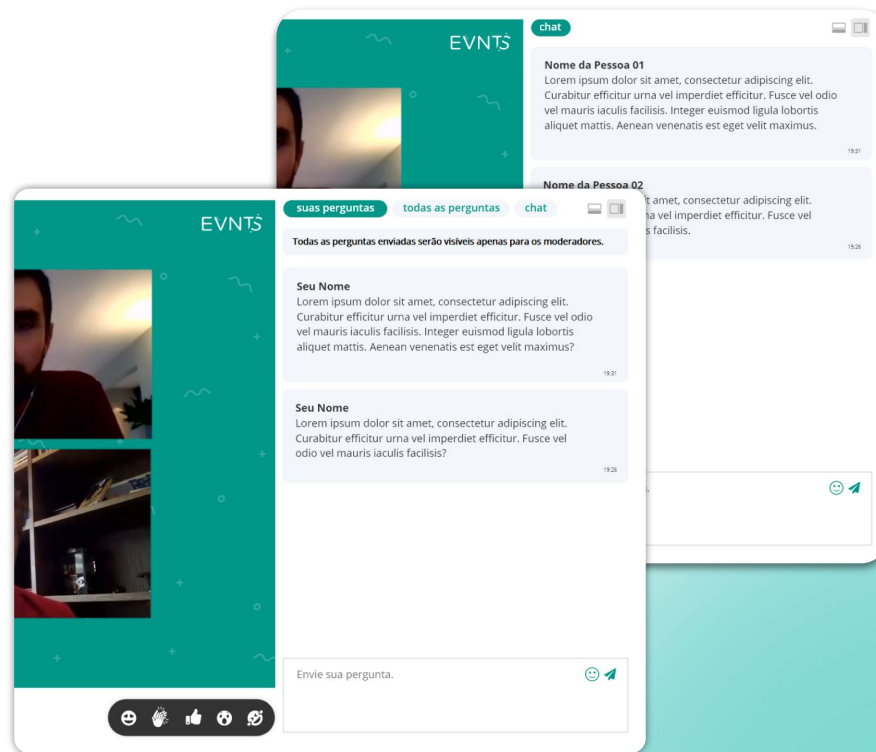 EVNTS
chat
Nome da Pessoa 01
Lorem ipsum dolor sit amet, consectetur adipiscing elit.
Curabitur efficitur urna vel imperdiet efficitur. Fusce vel odio
vel mauris iaculis facilisis. Integer euismod ligula lobortis
aliquet mattis. Aenean venenatis est eget velit maximus.
19:31
Nome da Pessoa 02
t amet, consectetur adipiscing elit.
na vel imperdiet efficitur. Fusce vel
s facilisis.
19:26
EVNTS
suas perguntas todas as perguntas chat
Todas as perguntas enviadas serão visíveis apenas para os moderadores.
Seu Nome
Lorem ipsum dolor sit amet, consectetur adipiscing elit.
Curabitur efficitur urna vel imperdiet efficitur. Fusce vel odio
vel mauris iaculis facilisis. Integer euismod ligula lobortis
aliquet mattis. Aenean venenatis est eget velit maximus?
19:31
Seu Nome
Lorem ipsum dolor sit amet, consectetur adipiscing elit.
Curabitur efficitur urna vel imperdiet efficitur. Fusce vel
odio vel mauris iaculis facilisis?
19:26
Envie sua pergunta.